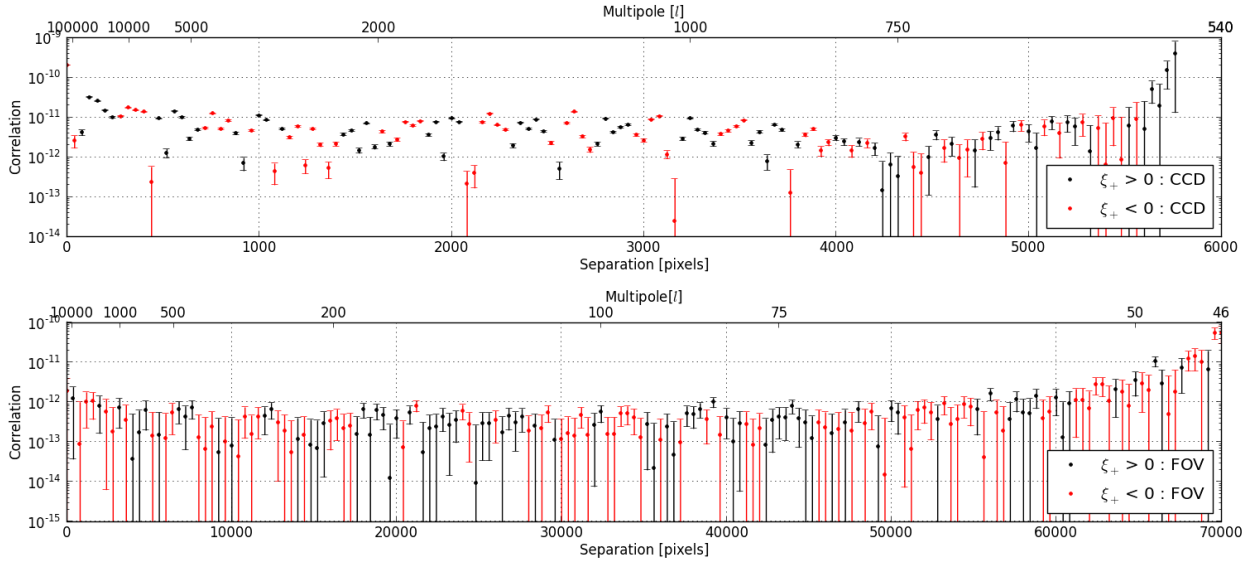 Multipole [l]
100000 10000 5000 2000 1000 750 540
10⁻⁹
10⁻¹⁰
10⁻¹¹
10⁻¹²
10⁻¹³
10⁻¹⁴
Correlation
ξ₊ > 0 : CCD
ξ₊ < 0 : CCD
0 1000 2000 3000 4000 5000 6000
Separation [pixels]
Multipole[l]
10000 1000 500 200 100 75 50 46
10⁻¹⁰
10⁻¹¹
10⁻¹²
10⁻¹³
10⁻¹⁴
10⁻¹⁵
Correlation
ξ₊ > 0 : FOV
ξ₊ < 0 : FOV
0 10000 20000 30000 40000 50000 60000 70000
Separation [pixels]